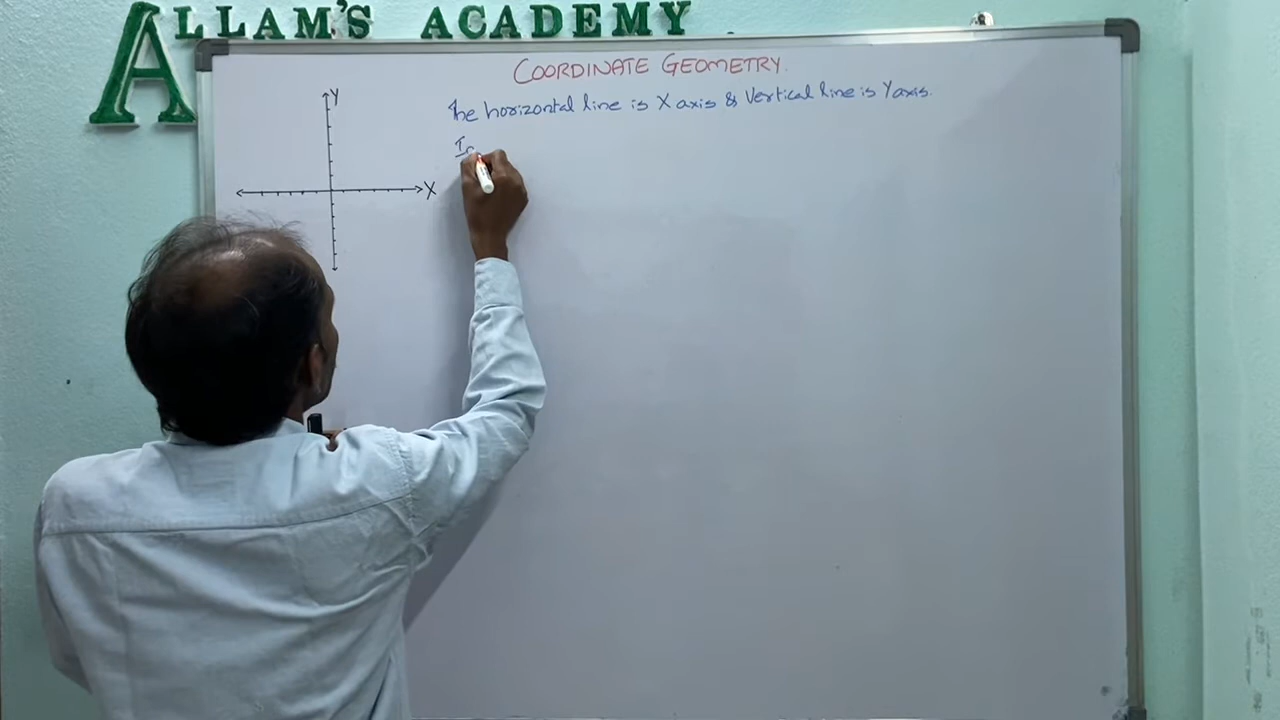 ALLAM'S ACADEMY
COORDINATE GEOMETRY.
The horizontal line is X axis & Vertical line is Y axis.
Y
X